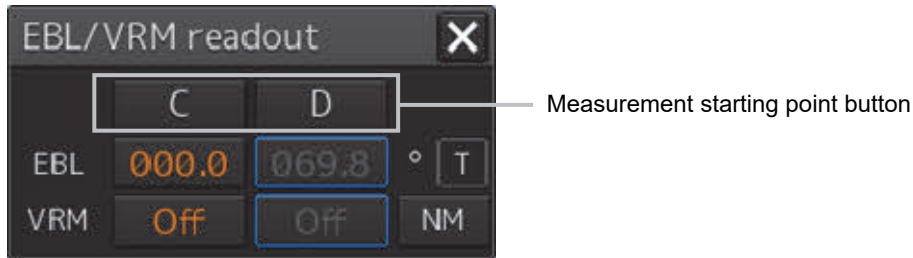 EBL/VRM readout X
C D Measurement starting point button
EBL 000.0 069.8 ° T
VRM Off Off NM